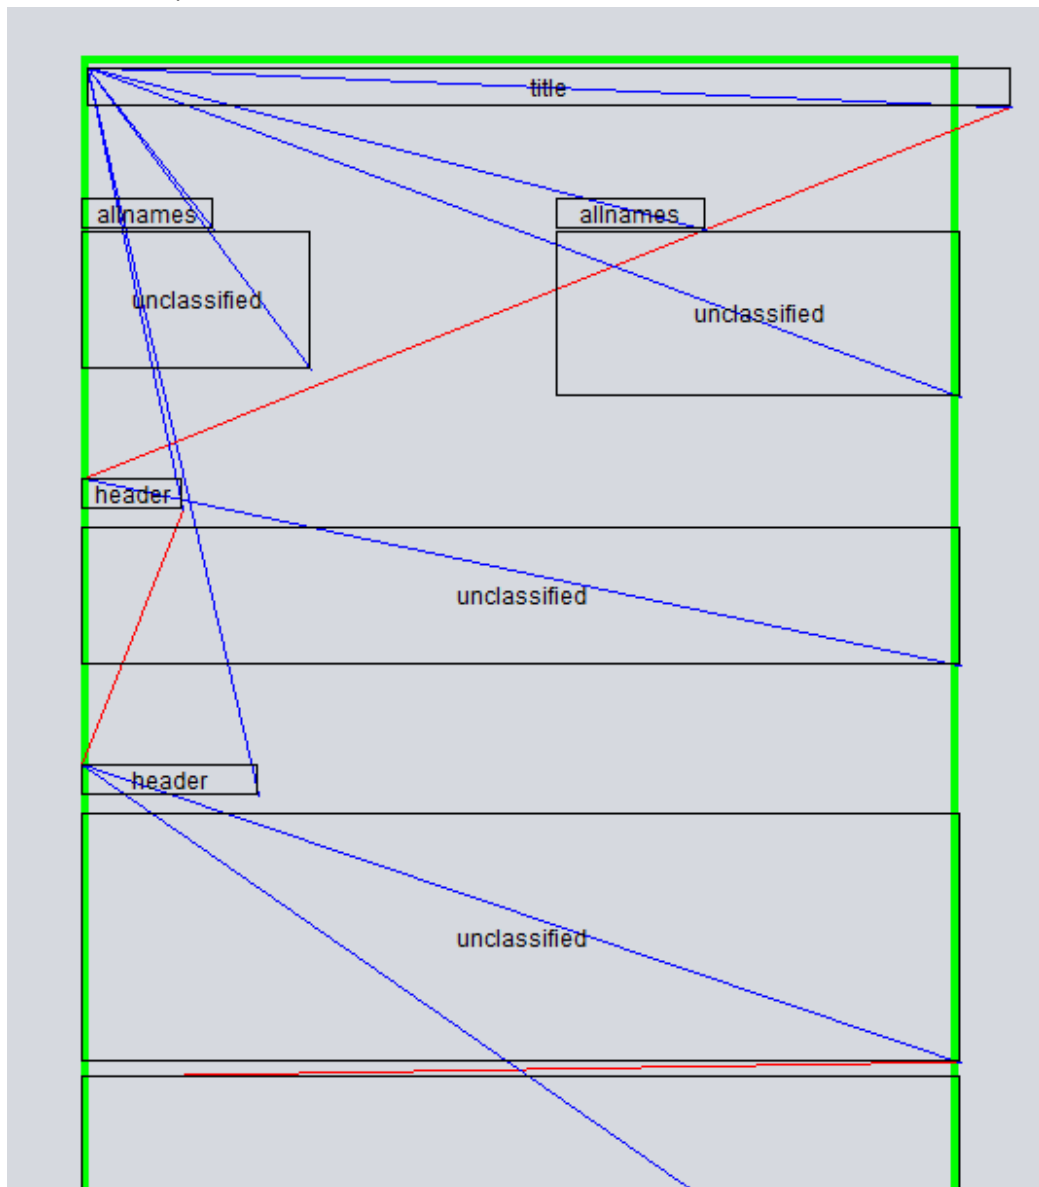 title
allnames allnames
unclassified unclassified
header
unclassified
header
unclassified